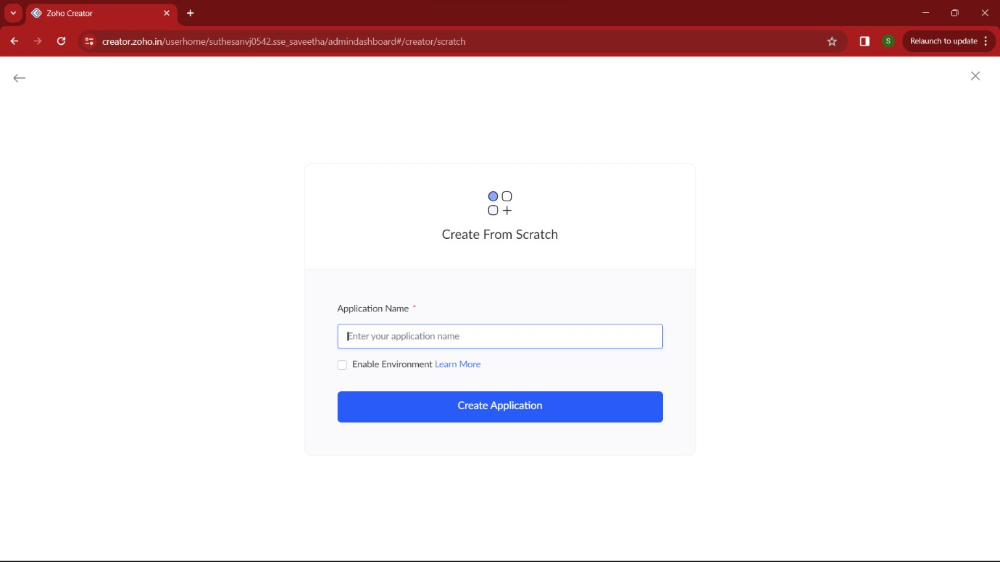 Zoho Creator
creator.zoho.in/userhome/suthesanvj0542.sse_saveetha/admindashboard#/creator/scratch
S
Relaunch to update
Create From Scratch
Application Name *
Enter your application name
Enable Environment Learn More
Create Application